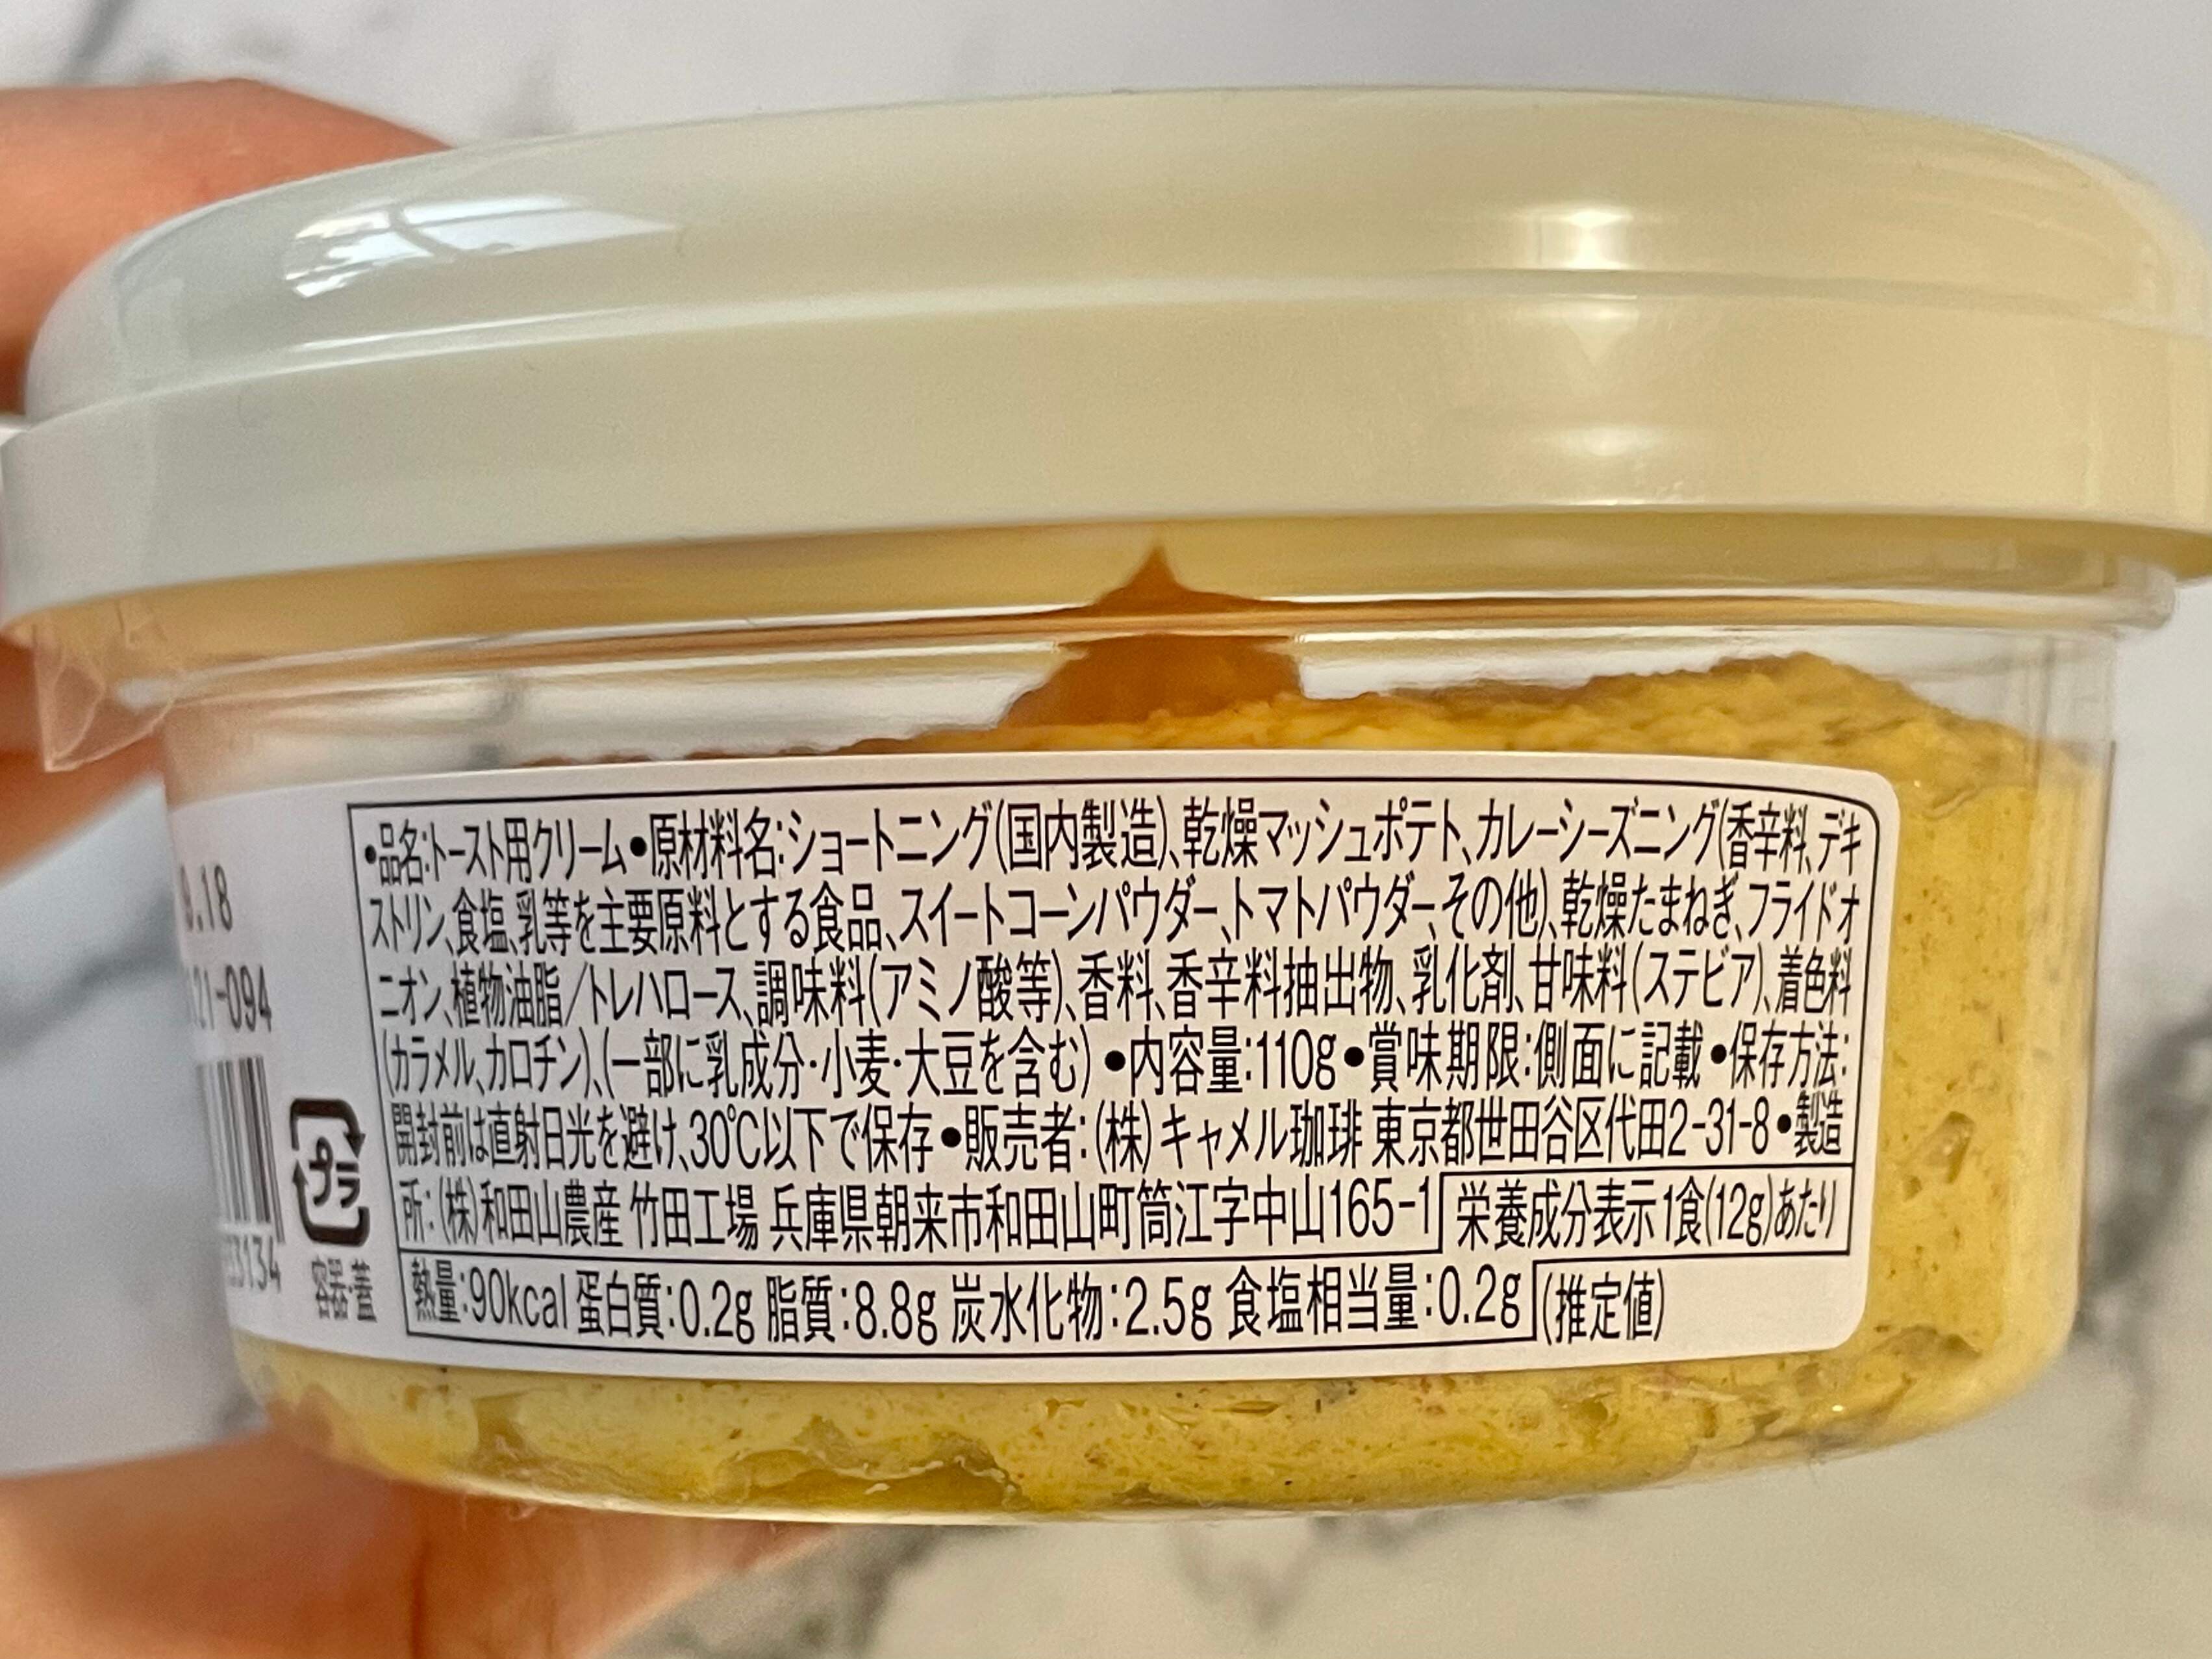 •品名:トースト用クリーム•原材料名:ショートニング(国内製造)、乾燥マッシュポテト、カレーシーズニング(香辛料、デキ
ストリン、食塩、乳等を主要原料とする食品、スイートコーンパウダー、トマトパウダー、その他)、乾燥たまねぎ、フライドオ
ニオン、植物油脂/トレハロース、調味料(アミノ酸等)、香料、香辛料抽出物、乳化剤、甘味料(ステビア)、着色料
(カラメル、カロチン)、(一部に乳成分・小麦・大豆を含む)•内容量:110g•賞味期限:側面に記載•保存方法:
開封前は直射日光を避け、30℃以下で保存•販売者:(株)キャメル珈琲 東京都世田谷区代田2-31-8•製造
所:(株)和田山農産 竹田工場 兵庫県朝来市和田山町筒江字中山165-1
栄養成分表示1食(12g)あたり
熱量:90kcal 蛋白質:0.2g 脂質:8.8g 炭水化物:2.5g 食塩相当量:0.2g (推定値)
.18
21-094
3134
プラ
容器・蓋